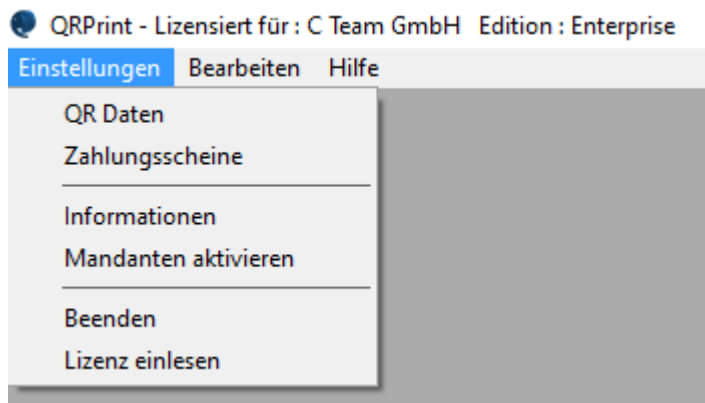 QRPrint - Lizensiert für : C Team GmbH Edition : Enterprise
Einstellungen Bearbeiten Hilfe
QR Daten
Zahlungsscheine
Informationen
Mandanten aktivieren
Beenden
Lizenz einlesen